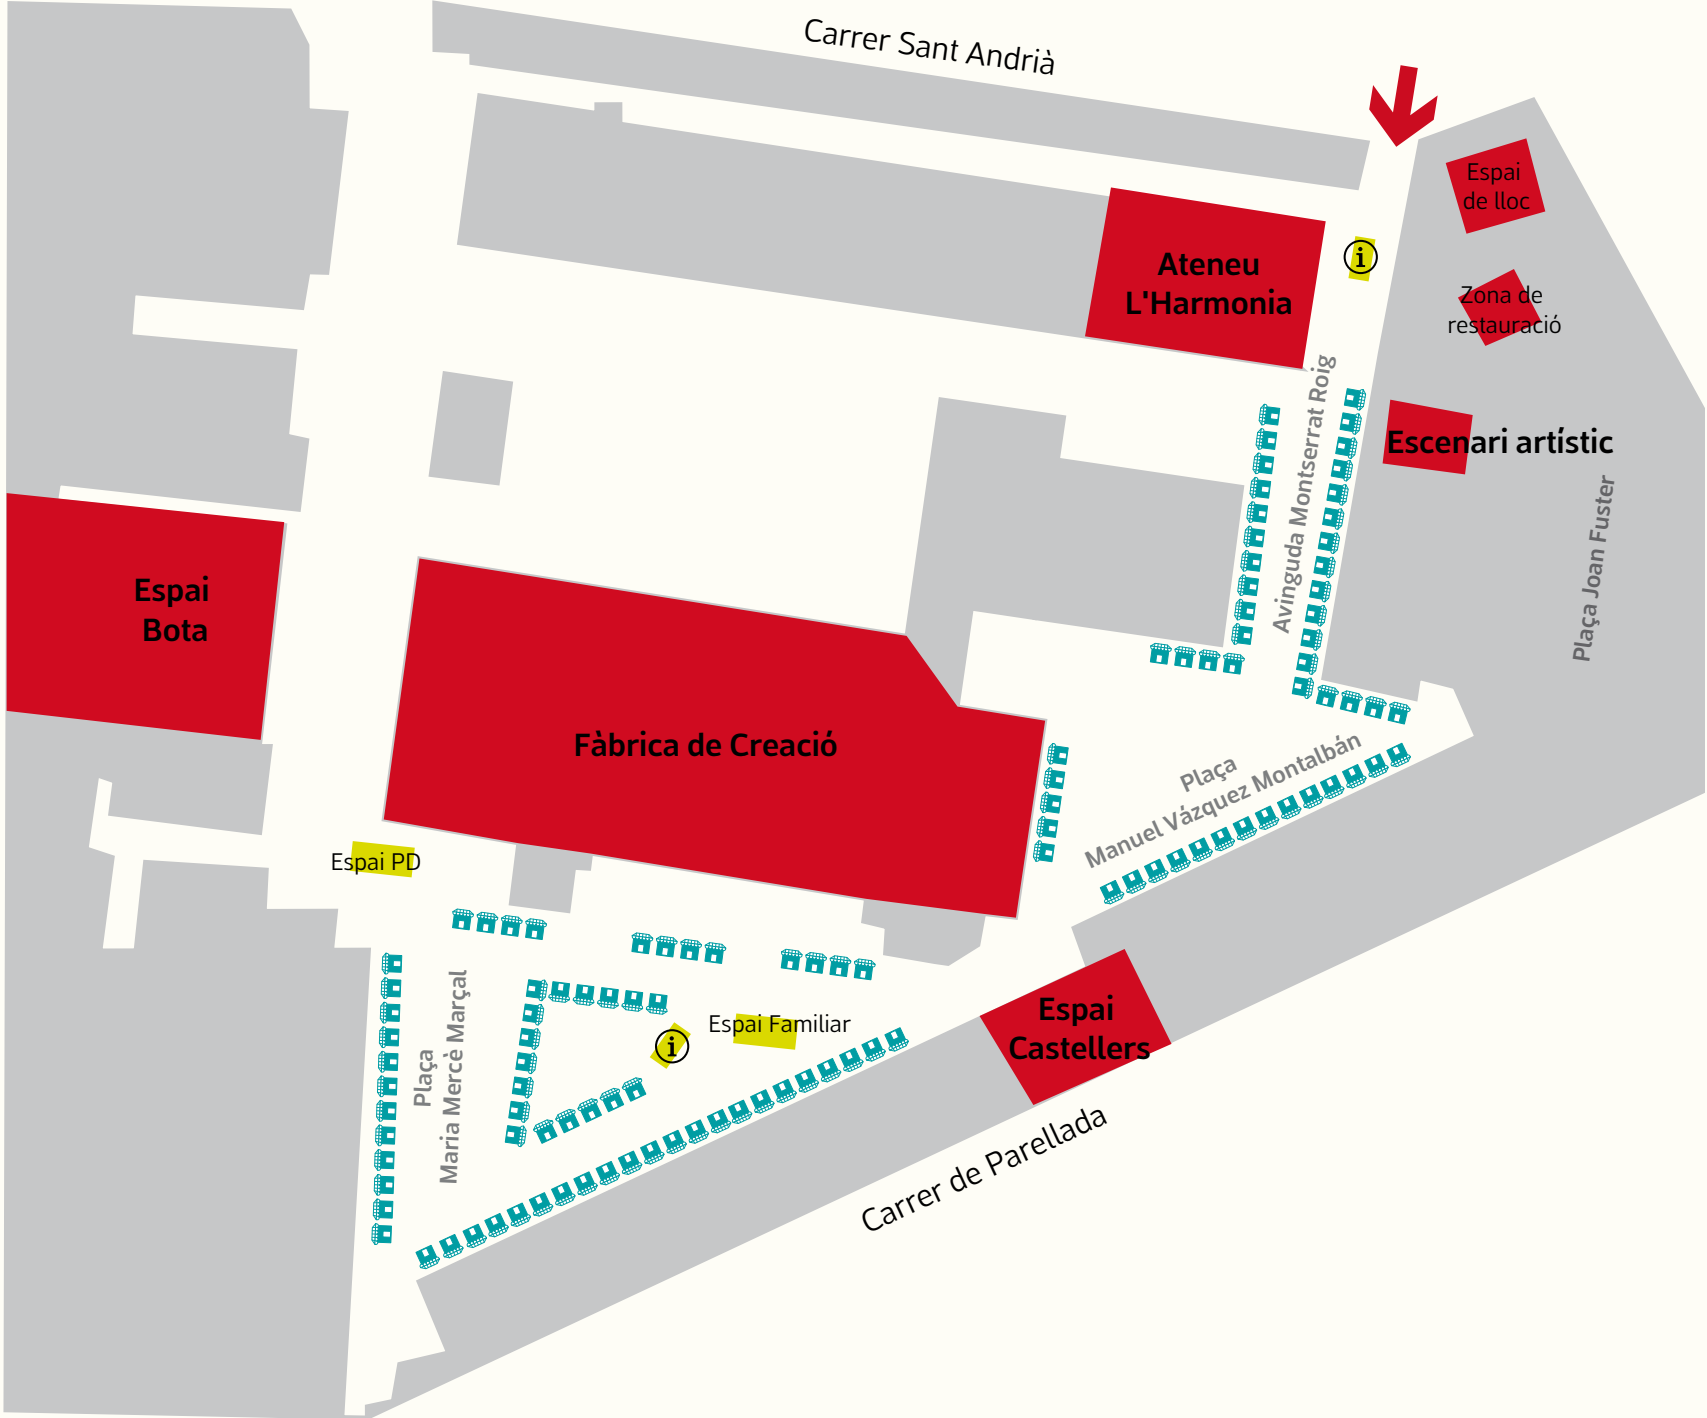 Carrer Sant Andrià
Espai
de lloc
Ateneu
L'Harmonia
i
Zona de
restauració
Avinguda Montserrat Roig
Escenari artístic
Plaça Joan Fuster
Espai
Bota
Fàbrica de Creació
Plaça
Manuel Vázquez Montalbán
Espai PD
Plaça
Maria Mercè Marçal
Espai Familiar
i
Espai
Castellers
Carrer de Parellada